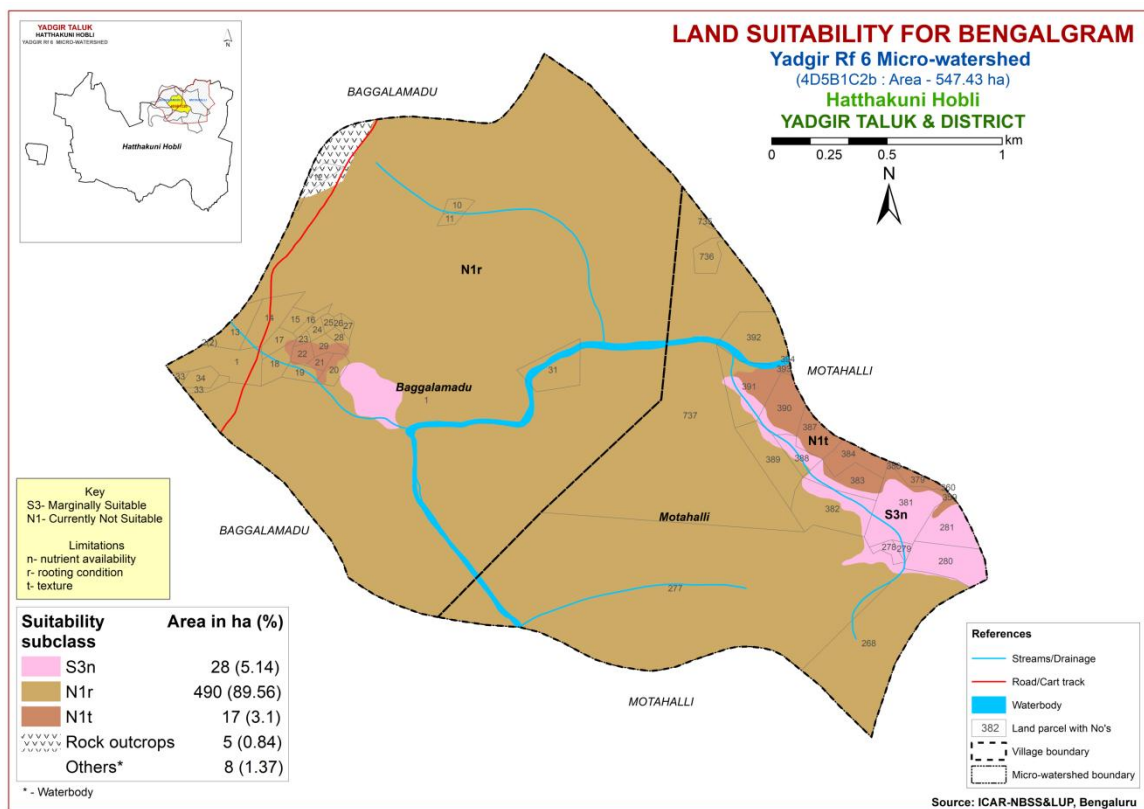 YADGIR TALUK
HATTHAKUNI HOBLI
YADGIR Rf 6 MICRO-WATERSHED
N
Hatthakuni Hobli
LAND SUITABILITY FOR BENGALGRAM
Yadgir Rf 6 Micro-watershed
(4D5B1C2b : Area - 547.43 ha)
Hatthakuni Hobli
YADGIR TALUK & DISTRICT
0 0.25 0.5 1 km
N
BAGGALAMADU
12
10
11
N1r
736
392
394
395
MOTAHALLI
13
14
15 16 25 26 27
24
17 23 28
22 29
1 18 19 21 20
33 34
33
31
Baggalamadu
1
737
391
390
387
N1t
384
379
360
389 388
383
381
382
S3n
281
278 279
280
Motahalli
277
268
BAGGALAMADU
MOTAHALLI
Key
S3- Marginally Suitable
N1- Currently Not Suitable
Limitations
n- nutrient availability
r- rooting condition
t- texture
Suitability subclass Area in ha (%)
S3n 28 (5.14)
N1r 490 (89.56)
N1t 17 (3.1)
Rock outcrops 5 (0.84)
Others* 8 (1.37)
* - Waterbody
References
Streams/Drainage
Road/Cart track
Waterbody
382 Land parcel with No's
Village boundary
Micro-watershed boundary
Source: ICAR-NBSS&LUP, Bengaluru